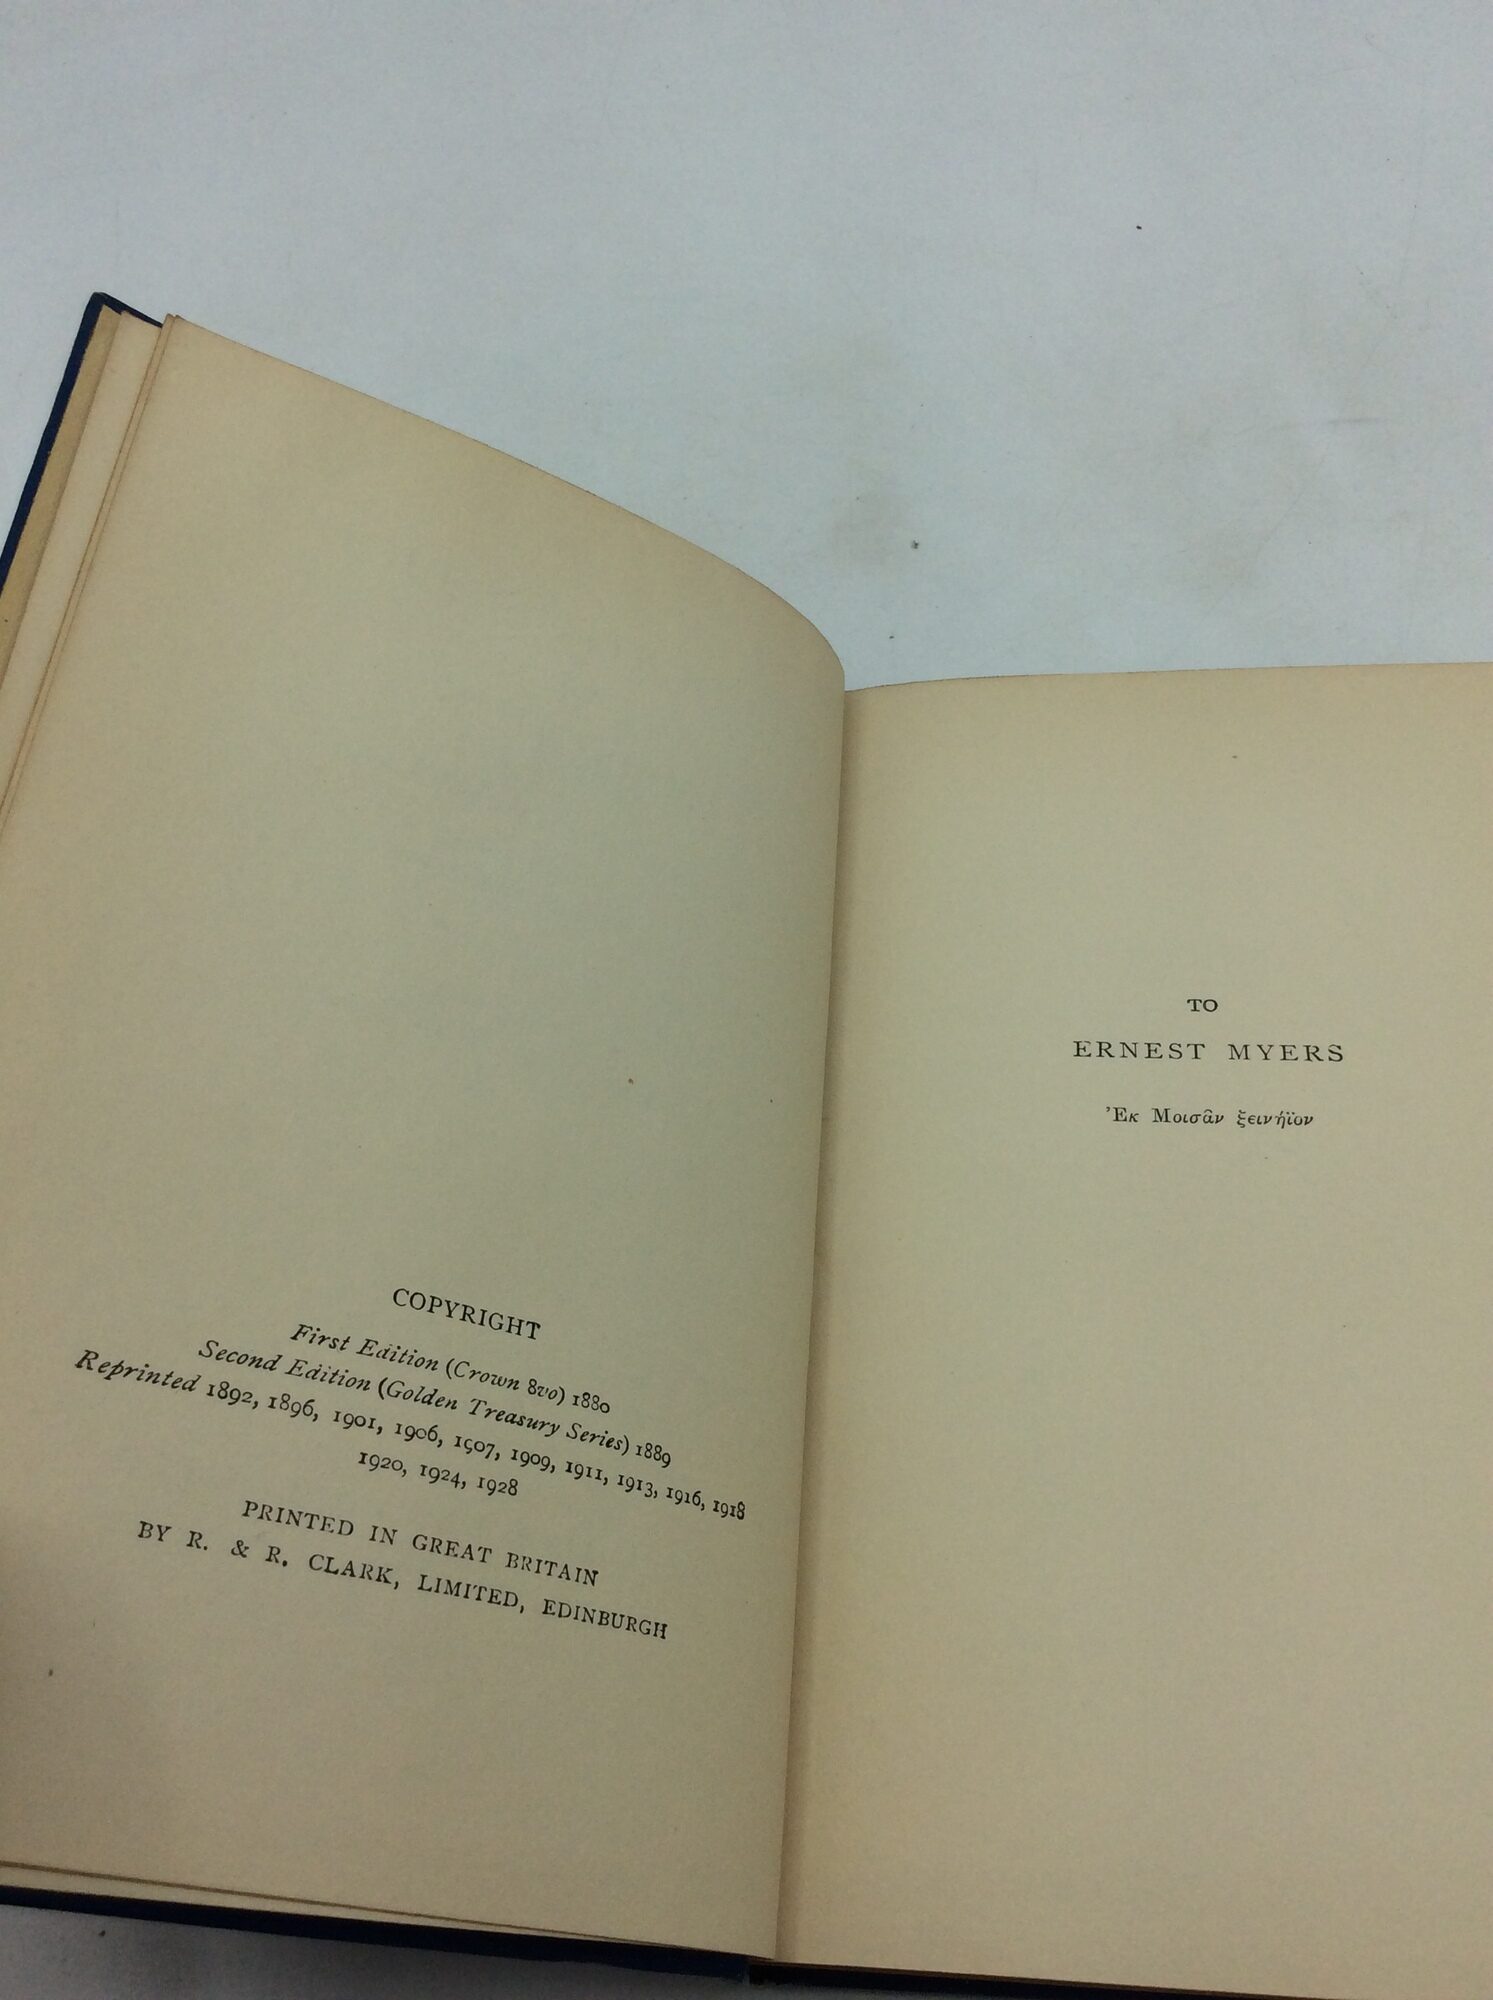 COPYRIGHT
First Edition (Crown 8vo) 1880
Second Edition (Golden Treasury Series) 1889
Reprinted 1892, 1896, 1901, 1906, 1907, 1909, 1911, 1913, 1916, 1918
1920, 1924, 1928
PRINTED IN GREAT BRITAIN
BY R. & R. CLARK, LIMITED, EDINBURGH
TO
ERNEST MYERS
Ἐκ Μοισᾶν ξεινήϊον